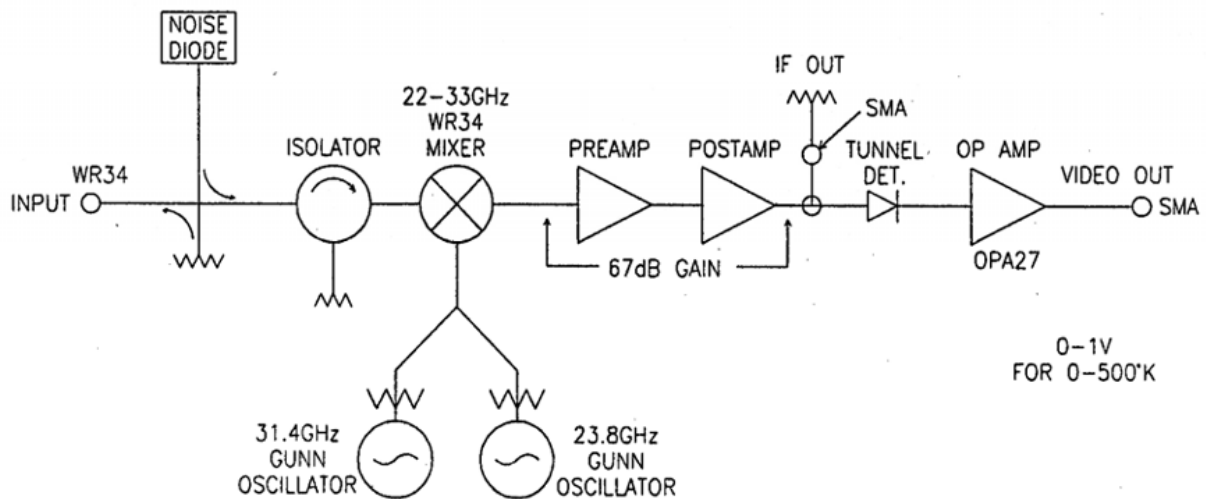 NOISE
DIODE
IF OUT
SMA
22-33GHz
WR34
MIXER
ISOLATOR
PREAMP
POSTAMP
TUNNEL
DET.
OP AMP
VIDEO OUT
WR34
INPUT
SMA
67dB GAIN
OPA27
0-1V
FOR 0-500°K
31.4GHz
GUNN
OSCILLATOR
23.8GHz
GUNN
OSCILLATOR